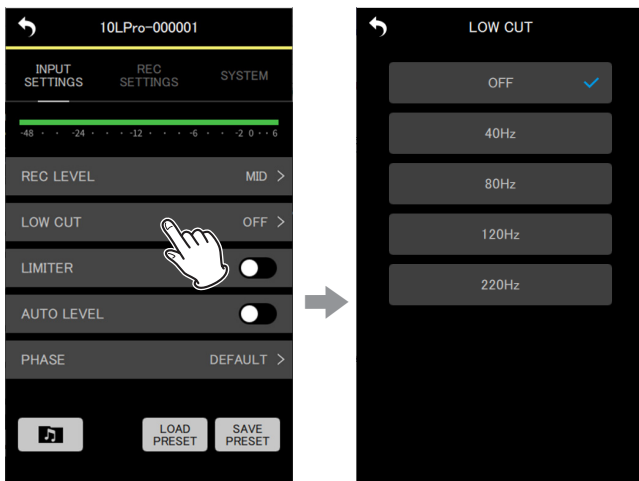 10LPro-000001
INPUT
SETTINGS
REC
SETTINGS
SYSTEM
-48 · · -24 · · · -12 · · · -6 · · -2 0 · · 6
REC LEVEL MID >
LOW CUT OFF >
LIMITER
AUTO LEVEL
PHASE DEFAULT >
LOAD
PRESET
SAVE
PRESET
LOW CUT
OFF
40Hz
80Hz
120Hz
220Hz